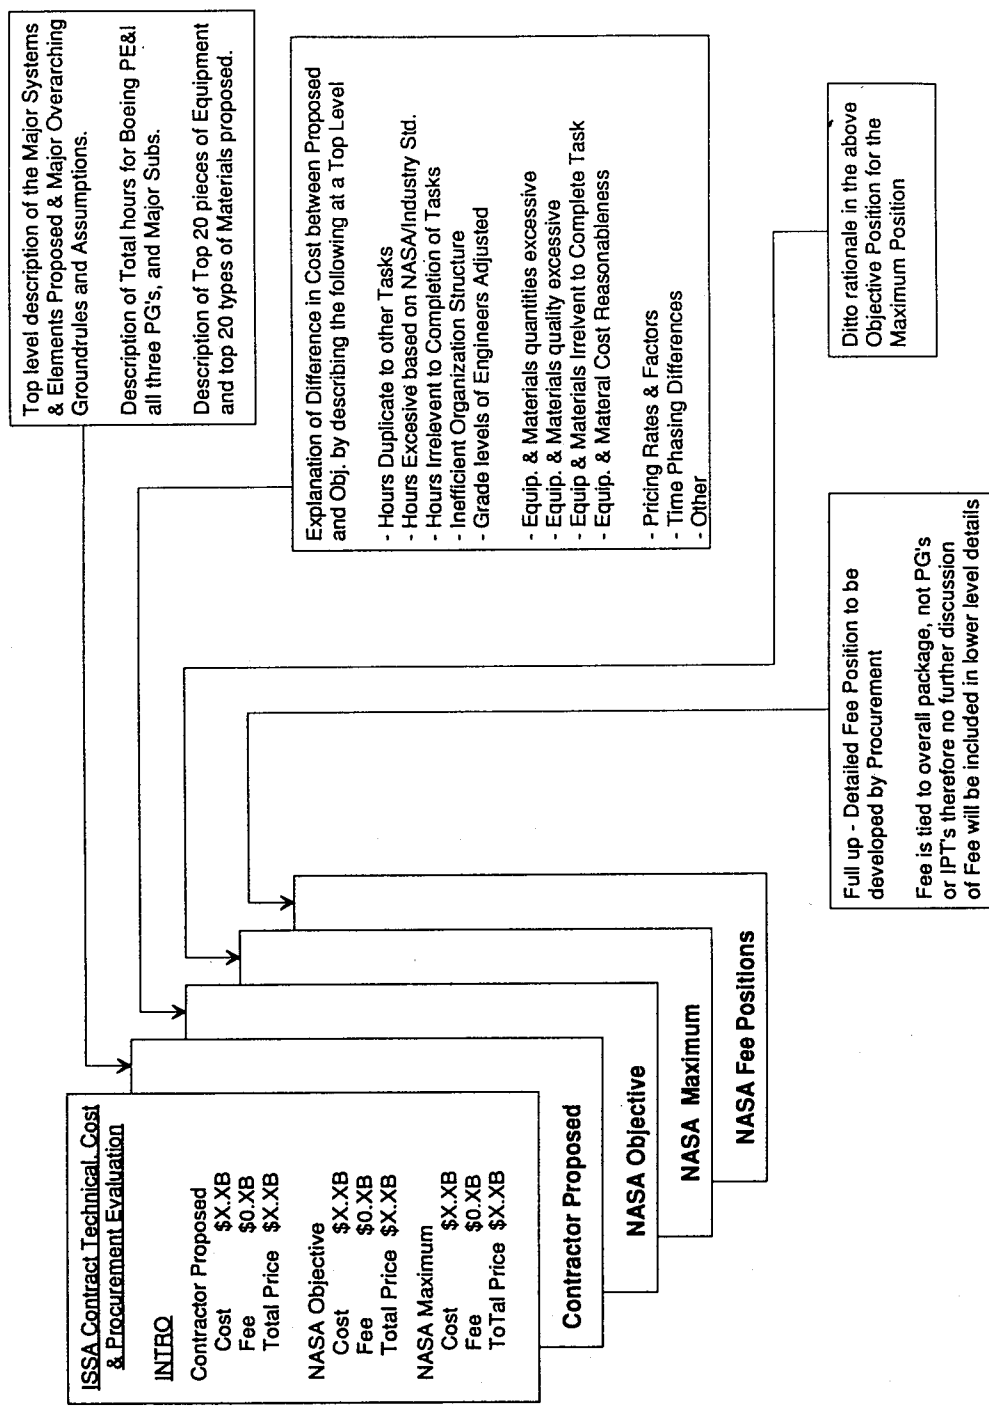 ISSA Contract Technical, Cost
& Procurement Evaluation
INTRO
Contractor Proposed
Cost $X.XB
Fee $0.XB
Total Price $X.XB
NASA Objective
Cost $X.XB
Fee $0.XB
Total Price $X.XB
NASA Maximum
Cost $X.XB
Fee $0.XB
ToTal Price $X.XB
Contractor Proposed
NASA Objective
NASA Maximum
NASA Fee Positions
Top level description of the Major Systems
& Elements Proposed & Major Overarching
Groundrules and Assumptions.
Description of Total hours for Boeing PE&I
all three PG's, and Major Subs.
Description of Top 20 pieces of Equipment
and top 20 types of Materials proposed.
Explanation of Difference in Cost between Proposed
and Obj. by describing the following at a Top Level
- Hours Duplicate to other Tasks
- Hours Excesive based on NASA/Industry Std.
- Hours Irrelevent to Completion of Tasks
- Inefficient Organization Structure
- Grade levels of Engineers Adjusted
- Equip. & Materials quantities excessive
- Equip. & Materials quality excessive
- Equip & Materials Irrelvent to Complete Task
- Equip. & Materal Cost Reasonableness
- Pricing Rates & Factors
- Time Phasing Differences
- Other
Ditto rationale in the above
Objective Position for the
Maximum Position
Full up - Detailed Fee Position to be
developed by Procurement
Fee is tied to overall package, not PG's
or IPT's therefore no further discussion
of Fee will be included in lower level details